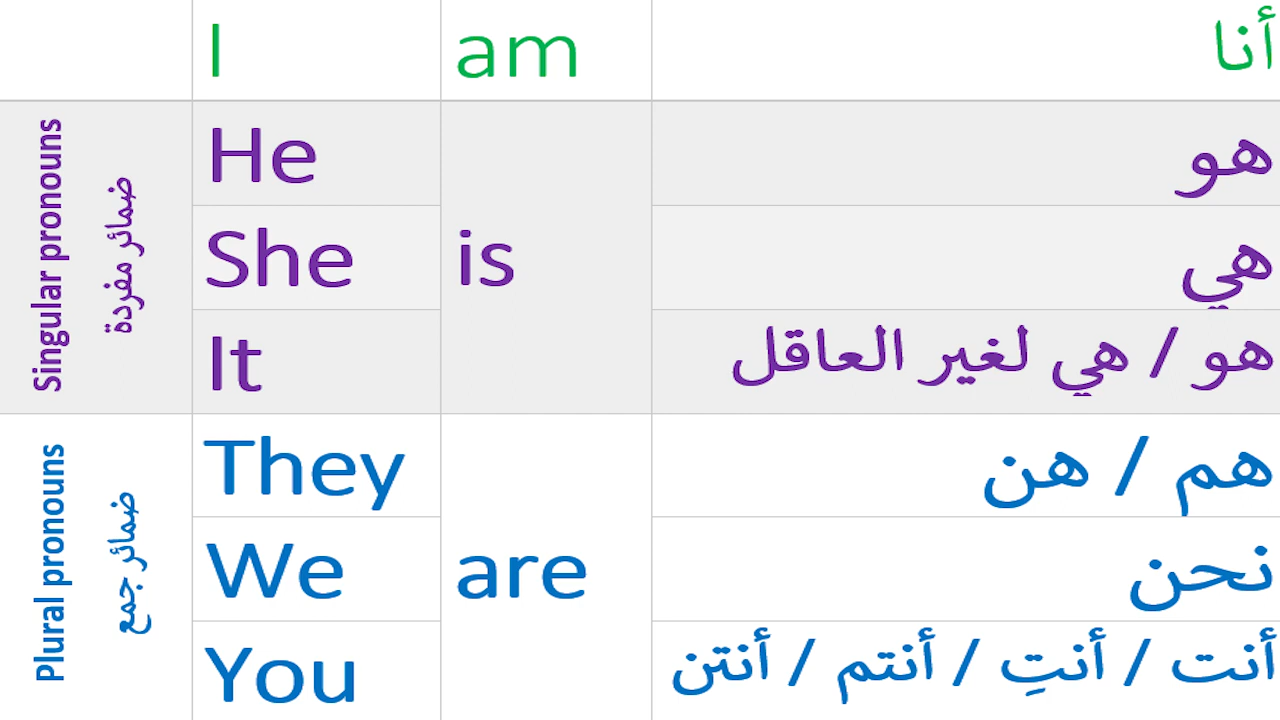 I am أنا
Singular pronouns
ضمائر مفردة
He هو
She is هي
It هو / هي لغير العاقل
Plural pronouns
ضمائر جمع
They هم / هن
We are نحن
You أنت / أنتِ / أنتم / أنتن